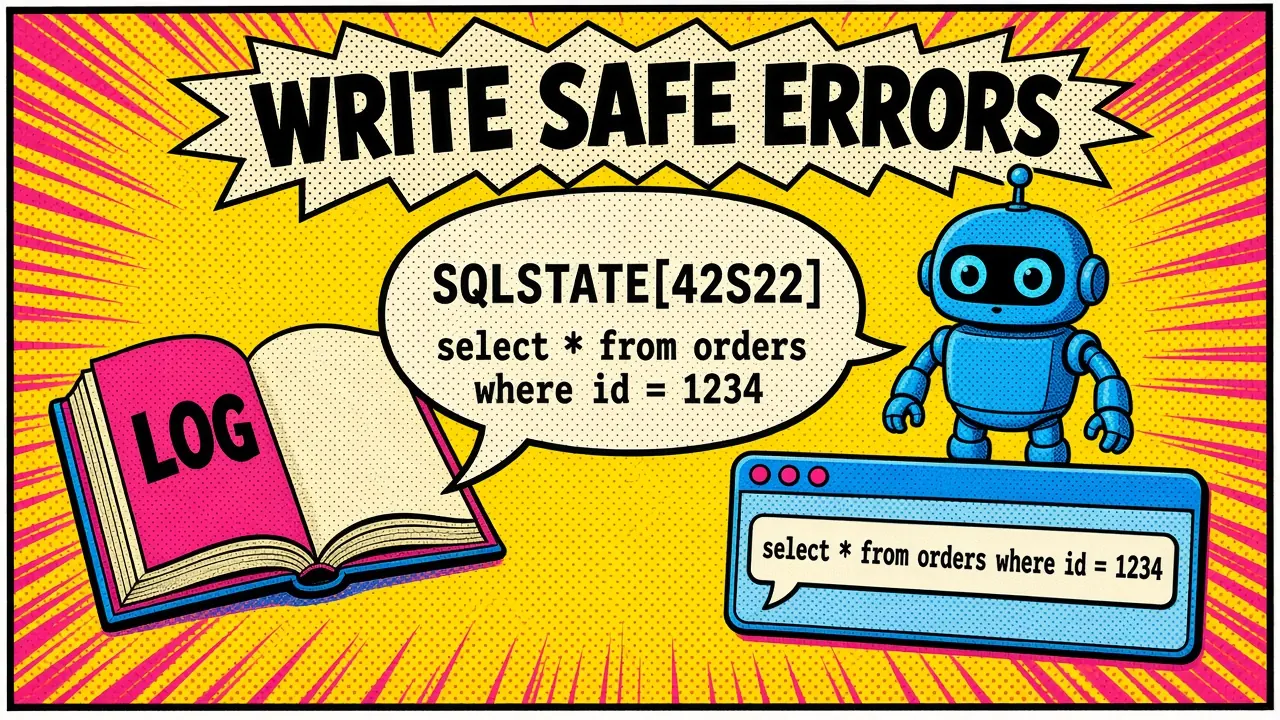 WRITE SAFE ERRORS
SQLSTATE[42S22]
select * from orders
where id = 1234
LOG
select * from orders where id = 1234